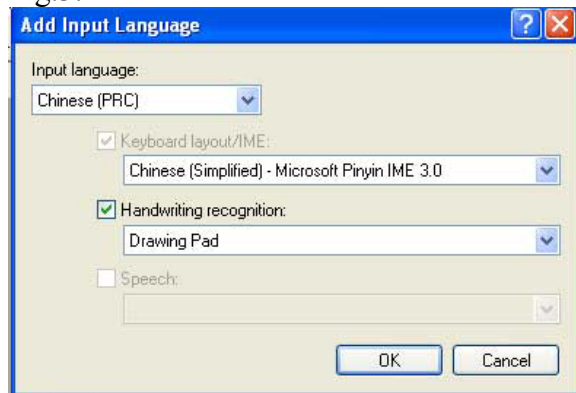 Add Input Language
Input language:
Chinese (PRC)
Keyboard layout/IME:
Chinese (Simplified) - Microsoft Pinyin IME 3.0
Handwriting recognition:
Drawing Pad
Speech:
OK Cancel